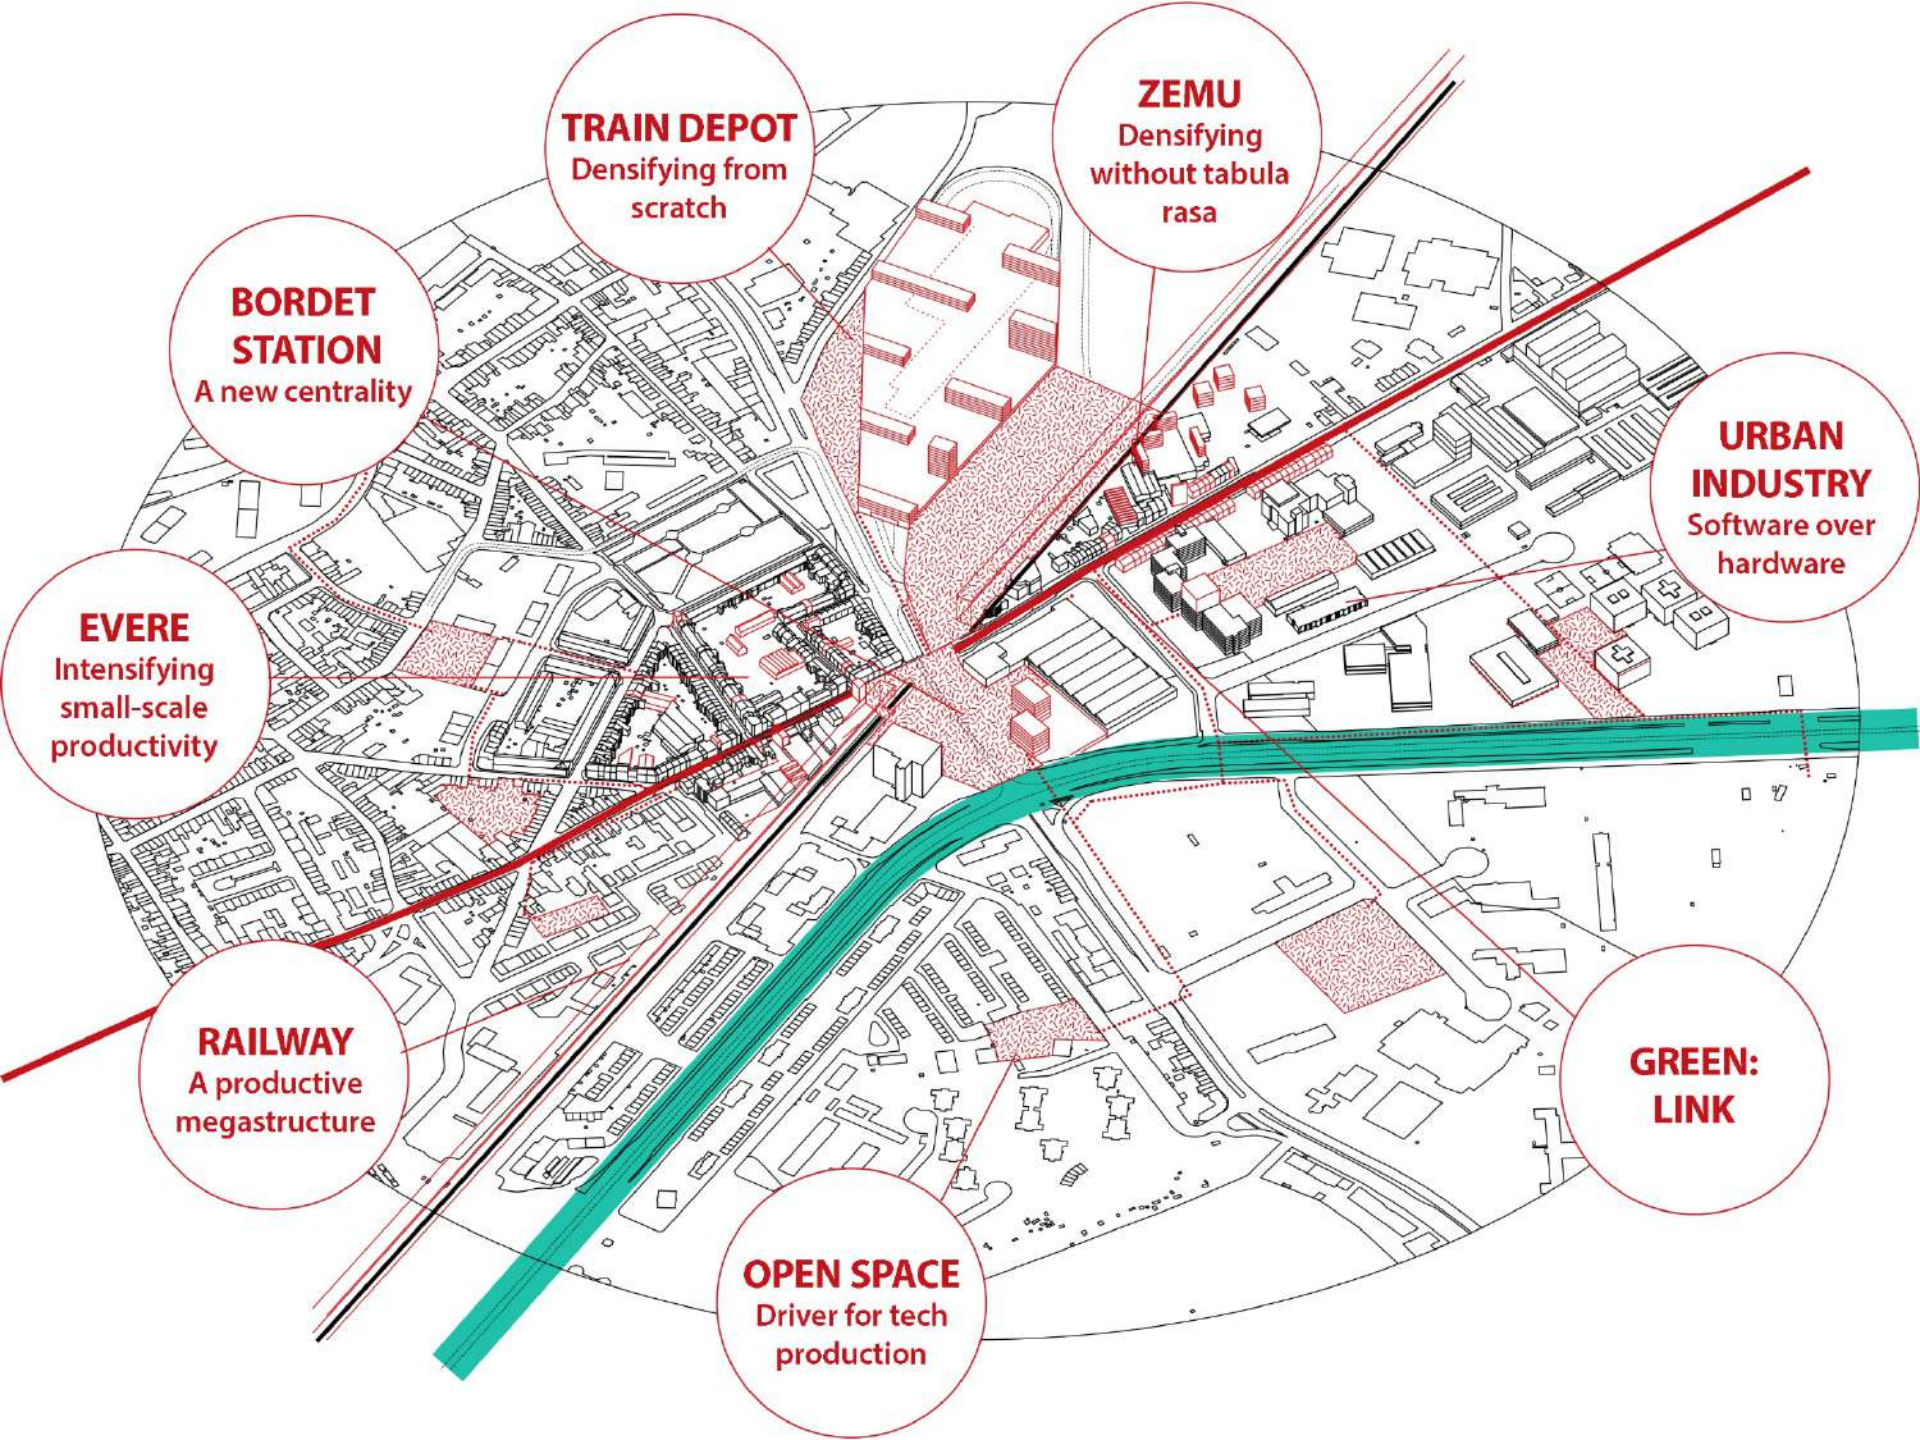 TRAIN DEPOT
Densifying from
scratch
ZEMU
Densifying
without tabula
rasa
BORDET
STATION
A new centrality
URBAN
INDUSTRY
Software over
hardware
EVERE
Intensifying
small-scale
productivity
RAILWAY
A productive
megastructure
OPEN SPACE
Driver for tech
production
GREEN:
LINK